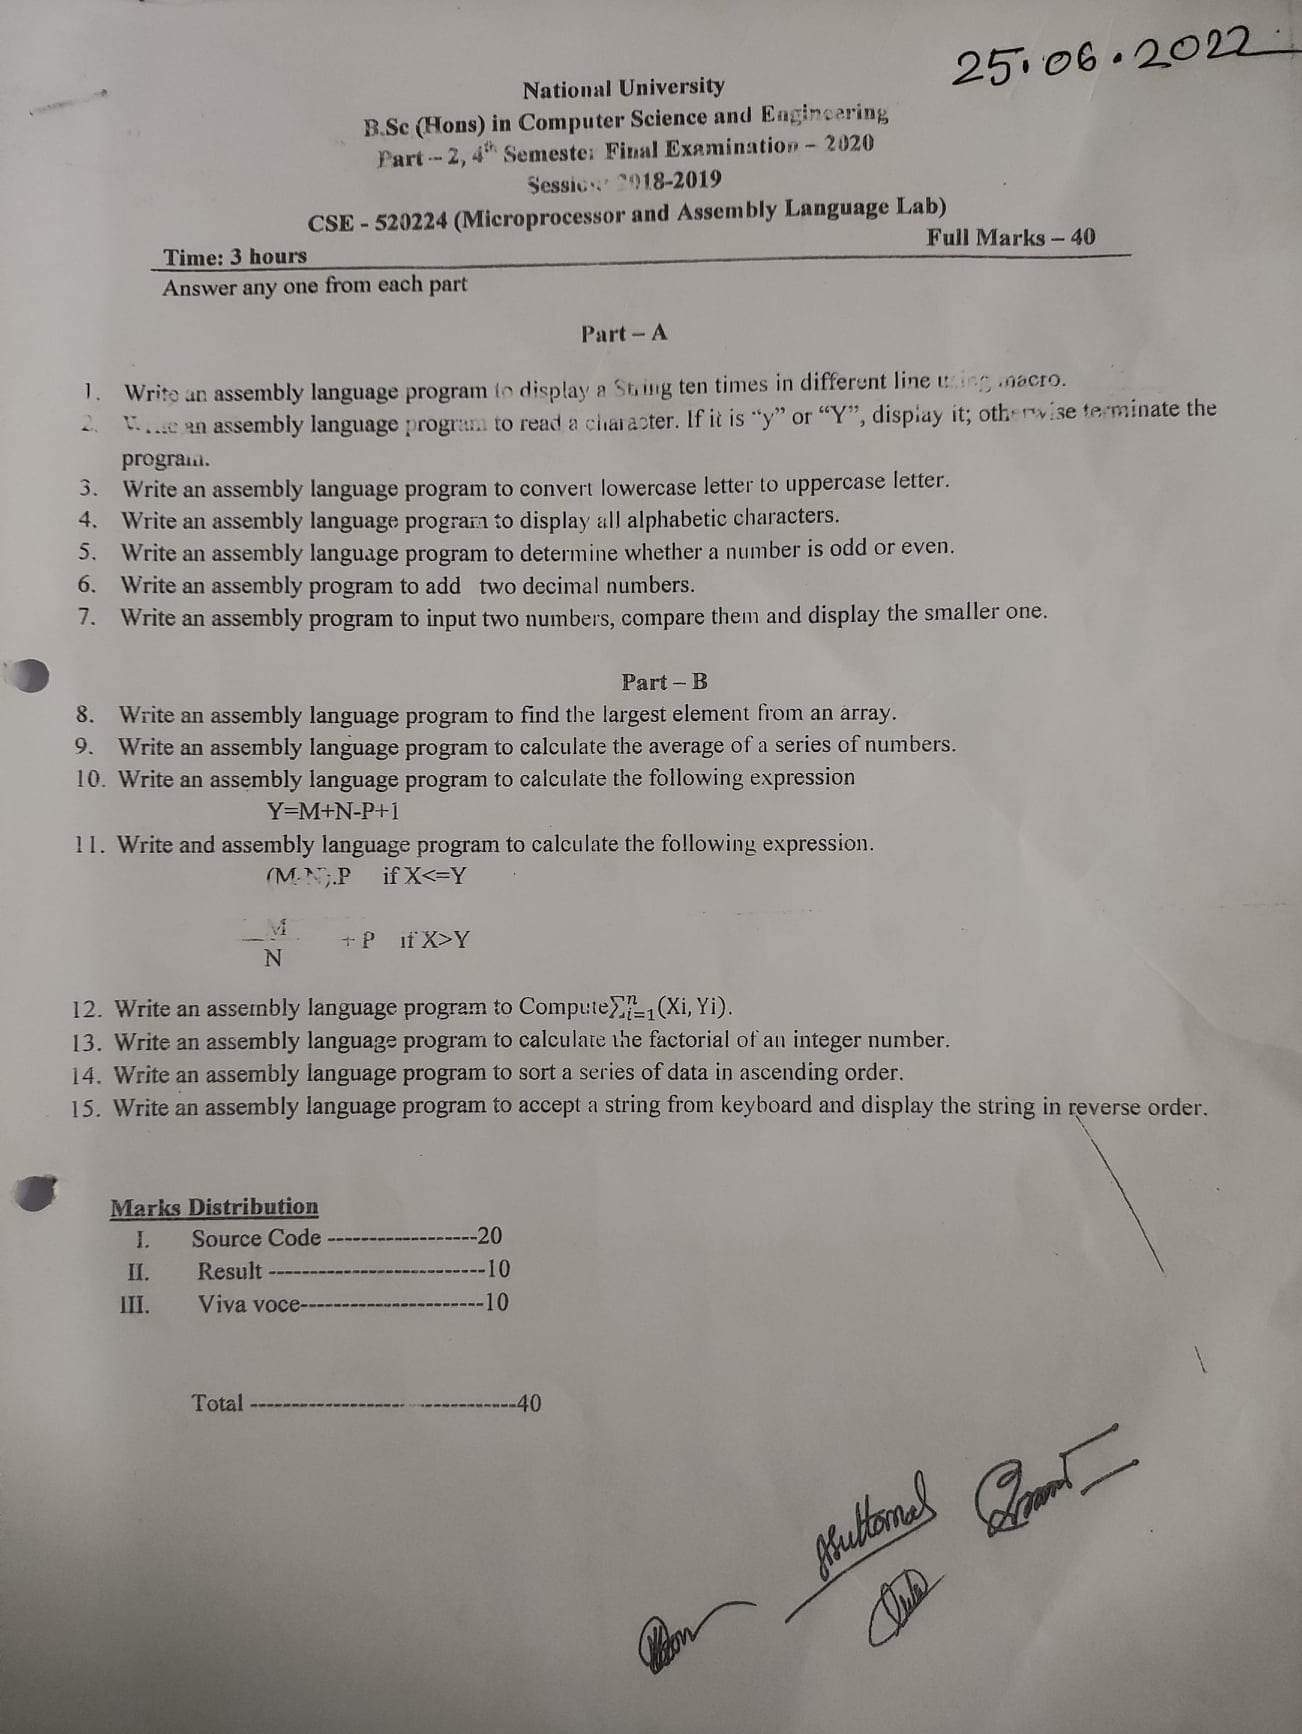 25.06.2022
National University
B.Sc (Hons) in Computer Science and Engineering
Part – 2, 4th Semester Final Examination – 2020
Session: 2018-2019
CSE - 520224 (Microprocessor and Assembly Language Lab)
Full Marks – 40
Time: 3 hours
Answer any one from each part
Part – A
1. Write an assembly language program to display a String ten times in different line using macro.
2. Write an assembly language program to read a character. If it is “y” or “Y”, display it; otherwise terminate the
program.
3. Write an assembly language program to convert lowercase letter to uppercase letter.
4. Write an assembly language program to display all alphabetic characters.
5. Write an assembly language program to determine whether a number is odd or even.
6. Write an assembly program to add two decimal numbers.
7. Write an assembly program to input two numbers, compare them and display the smaller one.
Part – B
8. Write an assembly language program to find the largest element from an array.
9. Write an assembly language program to calculate the average of a series of numbers.
10. Write an assembly language program to calculate the following expression
Y=M+N-P+1
11. Write and assembly language program to calculate the following expression.
(M-N).P if X<=Y
M
+ P if X>Y
N
12. Write an assembly language program to Compute∑ⁿᵢ₌₁(Xi, Yi).
13. Write an assembly language program to calculate the factorial of an integer number.
14. Write an assembly language program to sort a series of data in ascending order.
15. Write an assembly language program to accept a string from keyboard and display the string in reverse order.
Marks Distribution
I. Source Code ------------------20
II. Result --------------------------10
III. Viva voce----------------------10
Total --------------------------------40